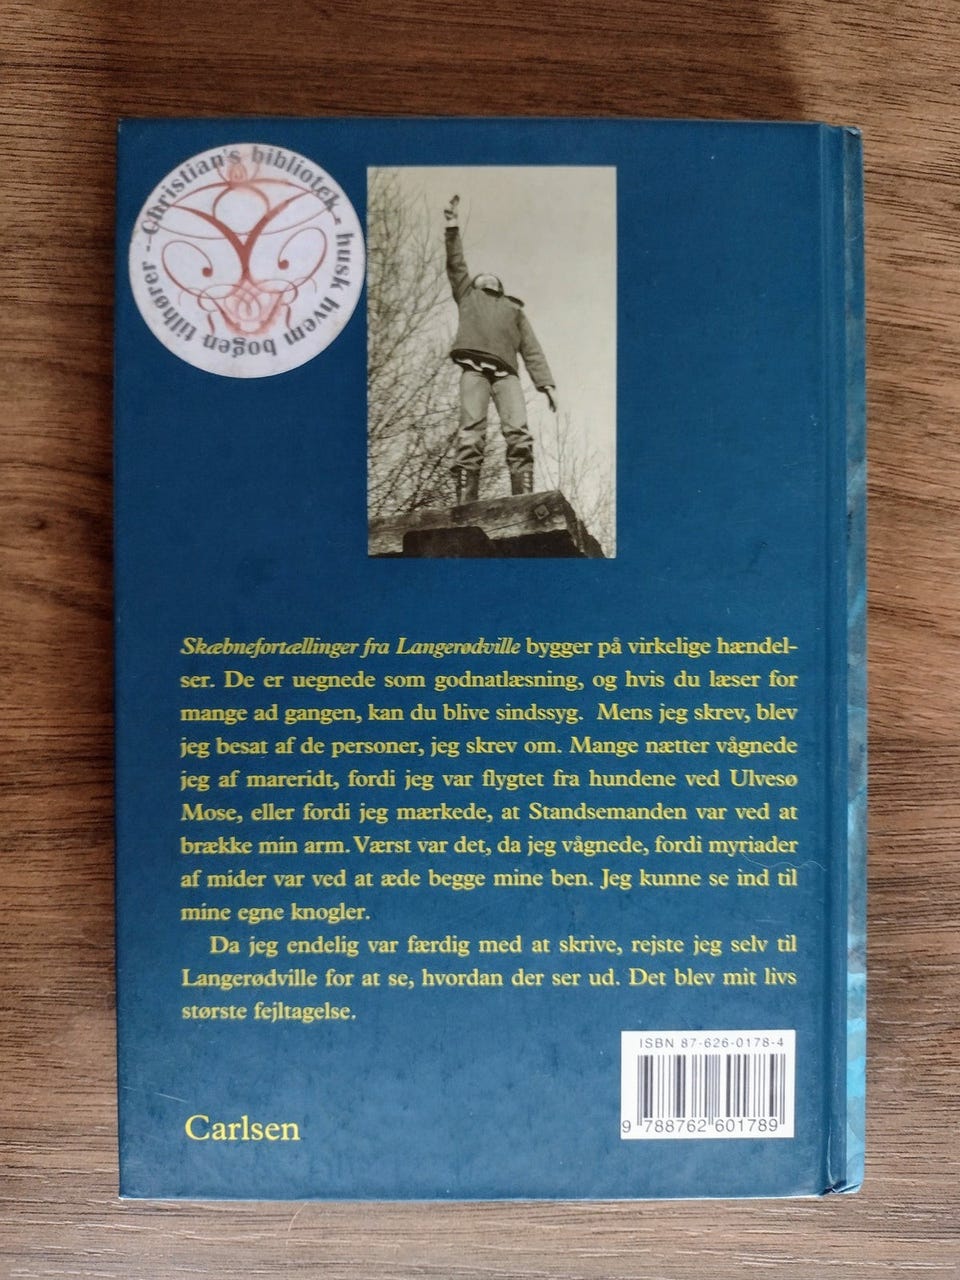 Christian's bibliotek - husk hvem bogen tilhører -
Skæbnefortællinger fra Langerødville bygger på virkelige hændel-
ser. De er uegnede som godnatlæsning, og hvis du læser for
mange ad gangen, kan du blive sindssyg. Mens jeg skrev, blev
jeg besat af de personer, jeg skrev om. Mange nætter vågnede
jeg af mareridt, fordi jeg var flygtet fra hundene ved Ulvesø
Mose, eller fordi jeg mærkede, at Standsemanden var ved at
brække min arm. Værst var det, da jeg vågnede, fordi myriader
af mider var ved at æde begge mine ben. Jeg kunne se ind til
mine egne knogler.
Da jeg endelig var færdig med at skrive, rejste jeg selv til
Langerødville for at se, hvordan der ser ud. Det blev mit livs
største fejltagelse.
ISBN 87-626-0178-4
9 788762 601789
Carlsen